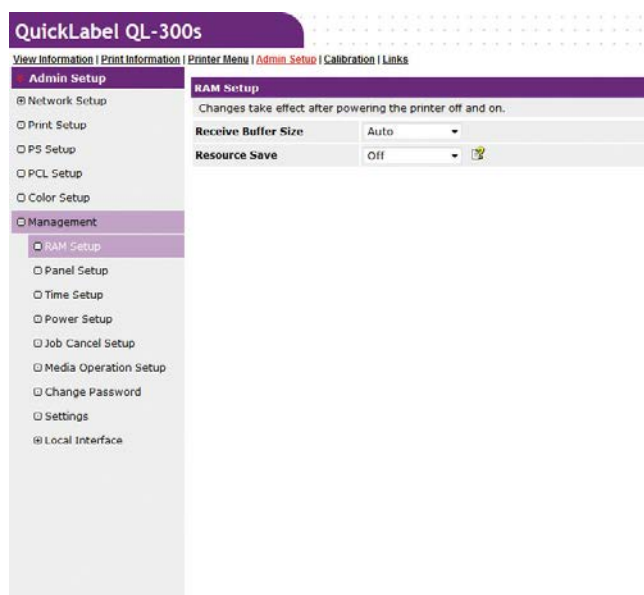 QuickLabel QL-300s
View Information | Print Information | Printer Menu | Admin Setup | Calibration | Links
Admin Setup
Network Setup
Print Setup
PS Setup
PCL Setup
Color Setup
Management
RAM Setup
Panel Setup
Time Setup
Power Setup
Job Cancel Setup
Media Operation Setup
Change Password
Settings
Local Interface
RAM Setup
Changes take effect after powering the printer off and on.
Receive Buffer Size Auto
Resource Save Off